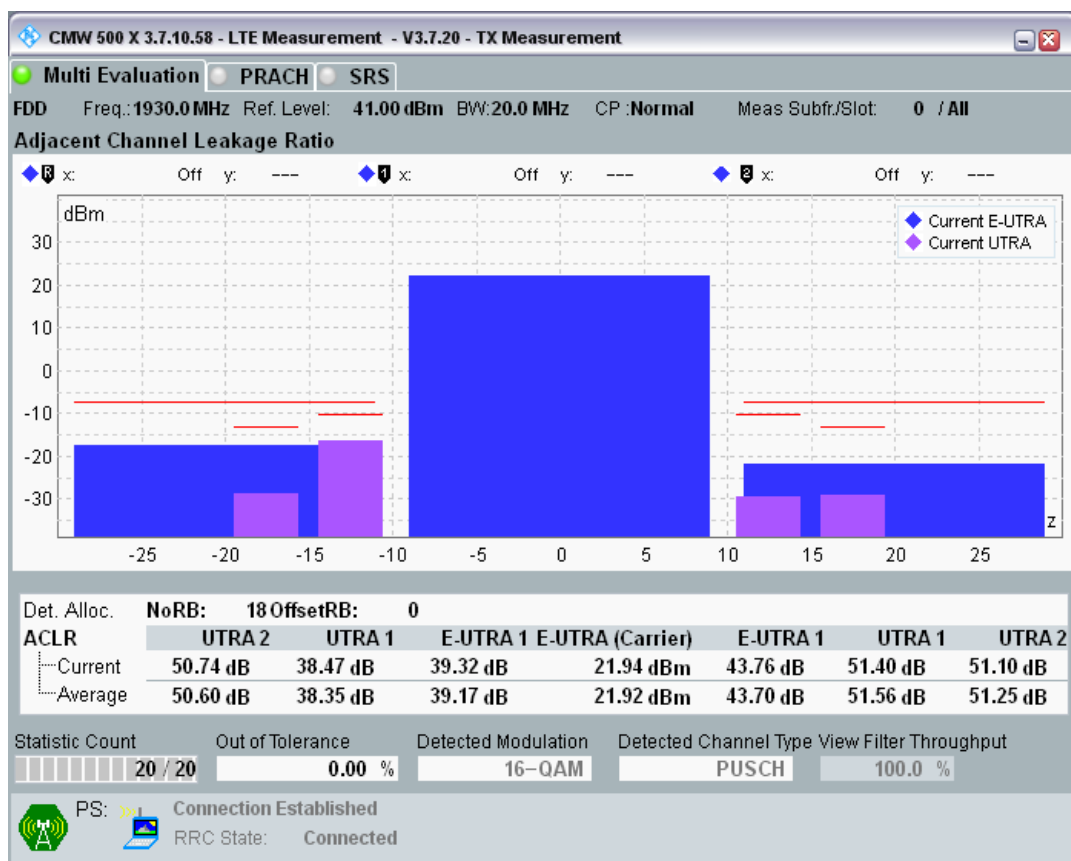 CMW 500 X 3.7.10.58 - LTE Measurement - V3.7.20 - TX Measurement
Multi Evaluation PRACH SRS
FDD Freq.: 1930.0 MHz Ref. Level: 41.00 dBm BW: 20.0 MHz CP : Normal Meas Subfr./Slot: 0 / All
Adjacent Channel Leakage Ratio
R x: Off y: --- 1 x: Off y: --- 2 x: Off y: ---
dBm
Current E-UTRA
Current UTRA
30
20
10
0
-10
-20
-30
z
-25 -20 -15 -10 -5 0 5 10 15 20 25
Det. Alloc. NoRB: 18 OffsetRB: 0
ACLR UTRA 2 UTRA 1 E-UTRA 1 E-UTRA (Carrier) E-UTRA 1 UTRA 1 UTRA 2
Current 50.74 dB 38.47 dB 39.32 dB 21.94 dBm 43.76 dB 51.40 dB 51.10 dB
Average 50.60 dB 38.35 dB 39.17 dB 21.92 dBm 43.70 dB 51.56 dB 51.25 dB
Statistic Count Out of Tolerance Detected Modulation Detected Channel Type View Filter Throughput
20 / 20 0.00 % 16-QAM PUSCH 100.0 %
PS: Connection Established
RRC State: Connected